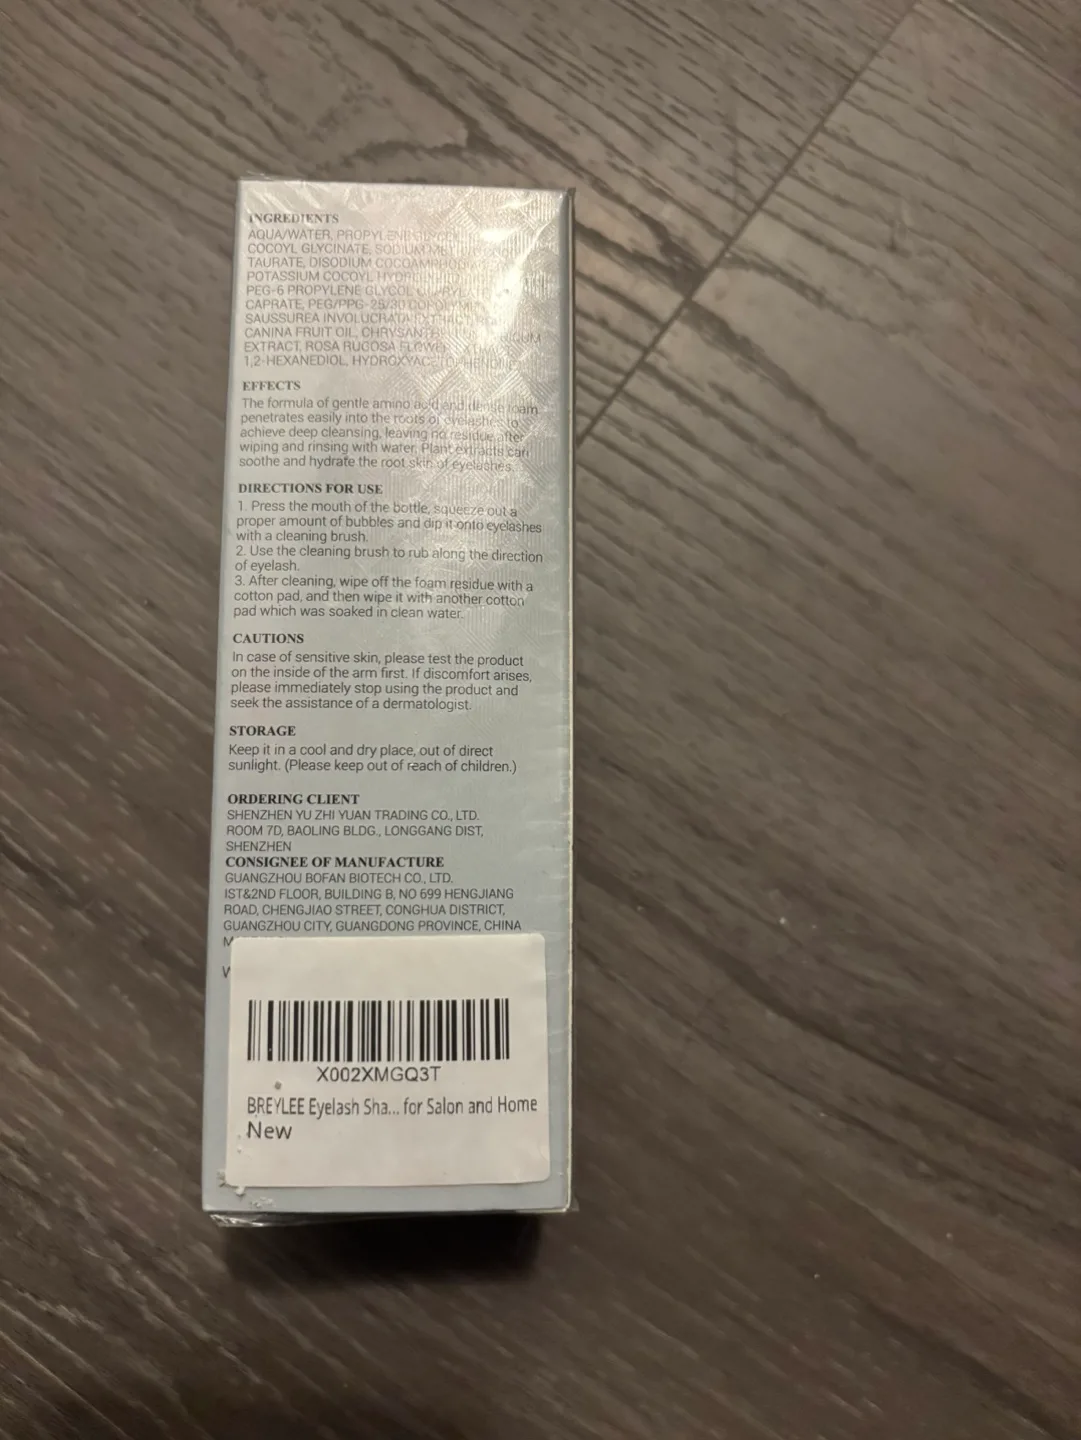 INGREDIENTS
AQUA/WATER, PROPYLENE GLYCOL
COCOYL GLYCINATE, SODIUM METHYL COCOYL
TAURATE, DISODIUM
POTASSIUM COCOYL
PEG-6 PROPYLENE GLYCOL
CAPRATE, PEG/PPG-25/30 COPOLYMER
SAUSSUREA INVOLUCRATA EXTRACT
CANINA FRUIT OIL,
EXTRACT, ROSA RUGOSA FLOWER
1,2-HEXANEDIOL, HYDROXYACETOPHENONE
EFFECTS
The formula of gentle amino acid and dense foam
penetrates easily into the roots of eyelashes to
achieve deep cleansing, leaving no residue after
wiping and rinsing with water. Plant extracts can
soothe and hydrate the root skin of eyelashes.
DIRECTIONS FOR USE
1. Press the mouth of the bottle, squeeze out a
proper amount of bubbles and dip it onto eyelashes
with a cleaning brush.
2. Use the cleaning brush to rub along the direction
of eyelash.
3. After cleaning, wipe off the foam residue with a
cotton pad, and then wipe it with another cotton
pad which was soaked in clean water.
CAUTIONS
In case of sensitive skin, please test the product
on the inside of the arm first. If discomfort arises,
please immediately stop using the product and
seek the assistance of a dermatologist.
STORAGE
Keep it in a cool and dry place, out of direct
sunlight. (Please keep out of reach of children.)
ORDERING CLIENT
SHENZHEN YU ZHI YUAN TRADING CO., LTD.
ROOM 7D, BAOLING BLDG., LONGGANG DIST,
SHENZHEN
CONSIGNEE OF MANUFACTURE
GUANGZHOU BOFAN BIOTECH CO., LTD.
IST&2ND FLOOR, BUILDING B, NO 699 HENGJIANG
ROAD, CHENGJIAO STREET, CONGHUA DISTRICT,
GUANGZHOU CITY, GUANGDONG PROVINCE, CHINA
X002XMGQ3T
BREYLEE Eyelash Sha... for Salon and Home
New